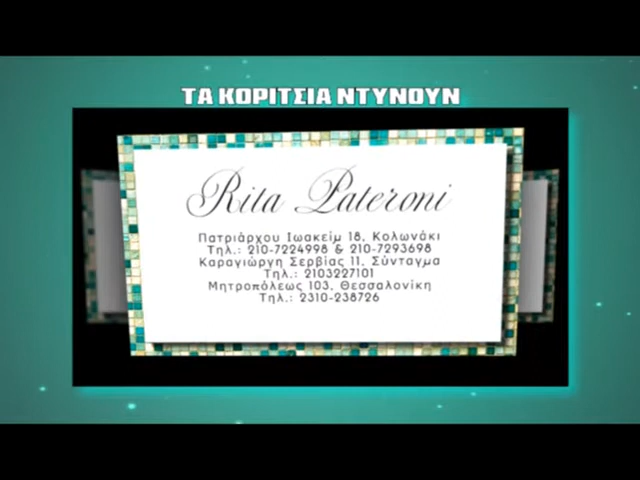 ΤΑ ΚΟΡΙΤΣΙΑ ΝΤΥΝΟΥΝ
Rita Pateroni
Πατριάρχου Ιωακείμ 18, Κολωνάκι
Τηλ.: 210-7224998 & 210-7293698
Καραγιώργη Σερβίας 11, Σύνταγμα
Τηλ.: 2103227101
Μητροπόλεως 103, Θεσσαλονίκη
Τηλ.: 2310-238726